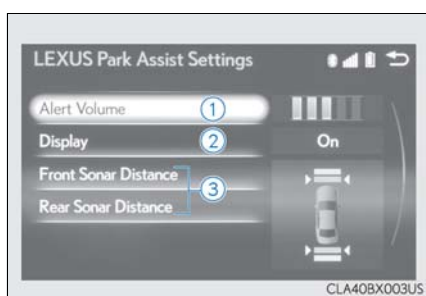 LEXUS Park Assist Settings
Alert Volume 1
Display 2 On
Front Sonar Distance
3
Rear Sonar Distance
CLA40BX003US